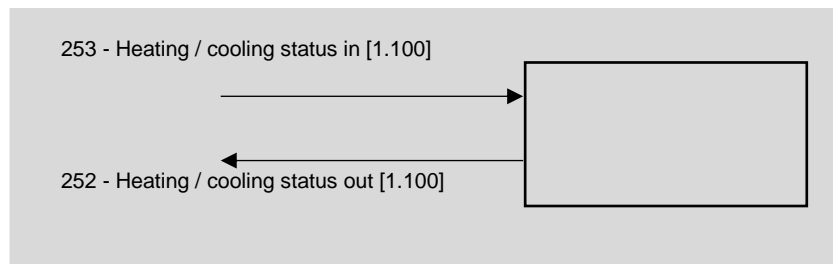 253 - Heating / cooling status in [1.100]
252 - Heating / cooling status out [1.100]